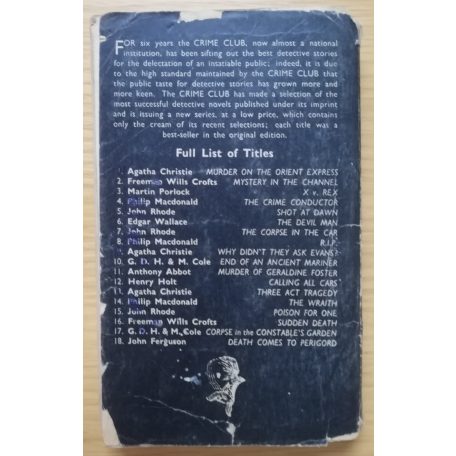 FOR six years the CRIME CLUB, now almost a national
institution, has been sifting out the best detective stories
for the delectation of an instatiable public; indeed, it is due
to the high standard maintained by the CRIME CLUB that
the public taste for detective stories has grown more and
more keen. The CRIME CLUB has made a selection of the
most successful detective novels published under its imprint
and is issuing a new series, at a low price, which contains
only the cream of its recent selections; each title was a
best-seller in the original edition.
Full List of Titles
1. Agatha Christie MURDER ON THE ORIENT EXPRESS
2. Freeman Wills Crofts MYSTERY IN THE CHANNEL
3. Martin Porlock X v. REX
4. Philip Macdonald THE CRIME CONDUCTOR
5. John Rhode SHOT AT DAWN
6. Edgar Wallace THE DEVIL MAN
7. John Rhode THE CORPSE IN THE CAR
8. Philip Macdonald R.I.P.
9. Agatha Christie WHY DIDN'T THEY ASK EVANS?
10. G. D. H. & M. Cole END OF AN ANCIENT MARINER
11. Anthony Abbot MURDER OF GERALDINE FOSTER
12. Henry Holt CALLING ALL CARS
13. Agatha Christie THREE ACT TRAGEDY
14. Philip Macdonald THE WRAITH
15. John Rhode POISON FOR ONE
16. Freeman Wills Crofts SUDDEN DEATH
17. G. D. H. & M. Cole CORPSE in the CONSTABLE'S GARDEN
18. John Ferguson DEATH COMES TO PERIGORD